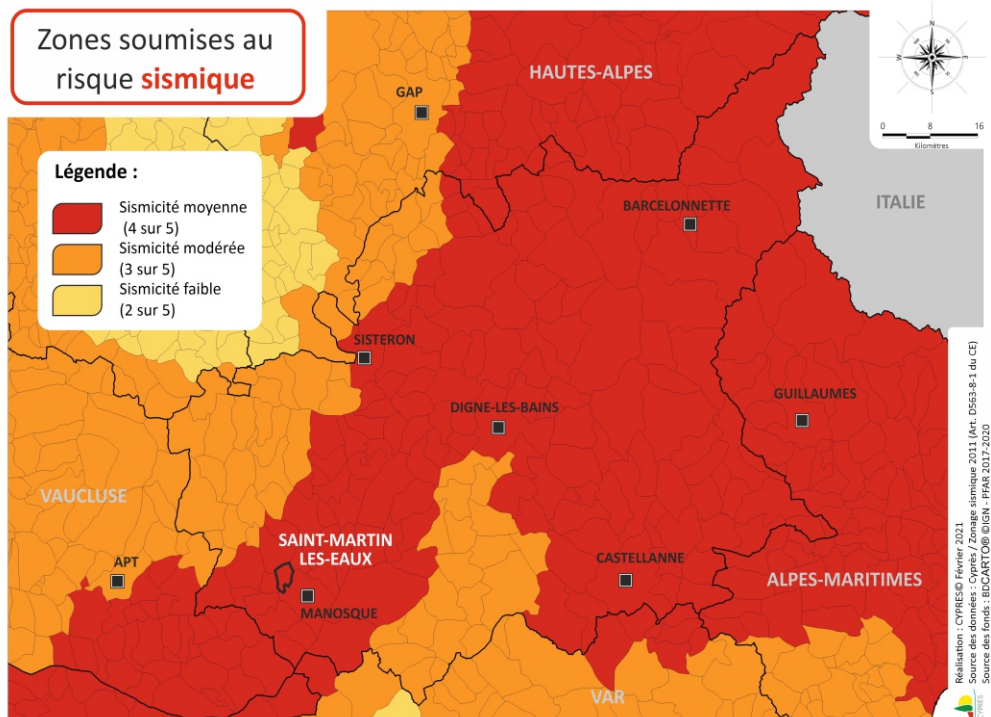 Zones soumises au
risque sismique
Légende :
Sismicité moyenne
(4 sur 5)
Sismicité modérée
(3 sur 5)
Sismicité faible
(2 sur 5)
HAUTES-ALPES
GAP
N
E
S
W
0 8 16
Kilomètres
BARCELONNETTE
ITALIE
SISTERON
GUILLAUMES
DIGNE-LES-BAINS
VAUCLUSE
SAINT-MARTIN
LES-EAUX
APT
CASTELLANNE
ALPES-MARITIMES
MANOSQUE
VAR
Réalisation : CYPRES© Février 2021
Source des données : Cyprès / Zonage sismique 2011 (Art. D563-8-1 du CE)
Source des fonds : BDCARTO® ©IGN - PFAR 2017-2020
CYPRES